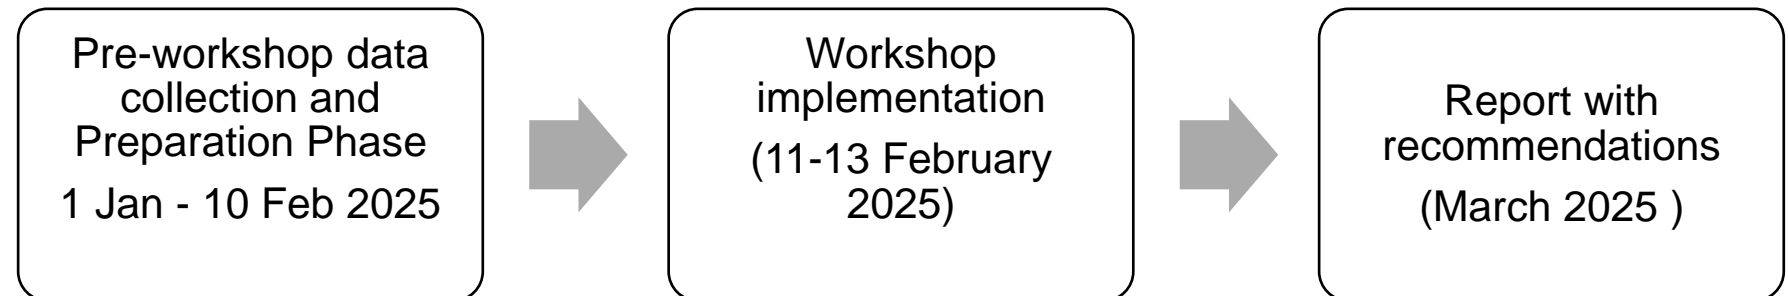 Pre-workshop data
collection and
Preparation Phase
1 Jan - 10 Feb 2025
Workshop
implementation
(11-13 February
2025)
Report with
recommendations
(March 2025 )